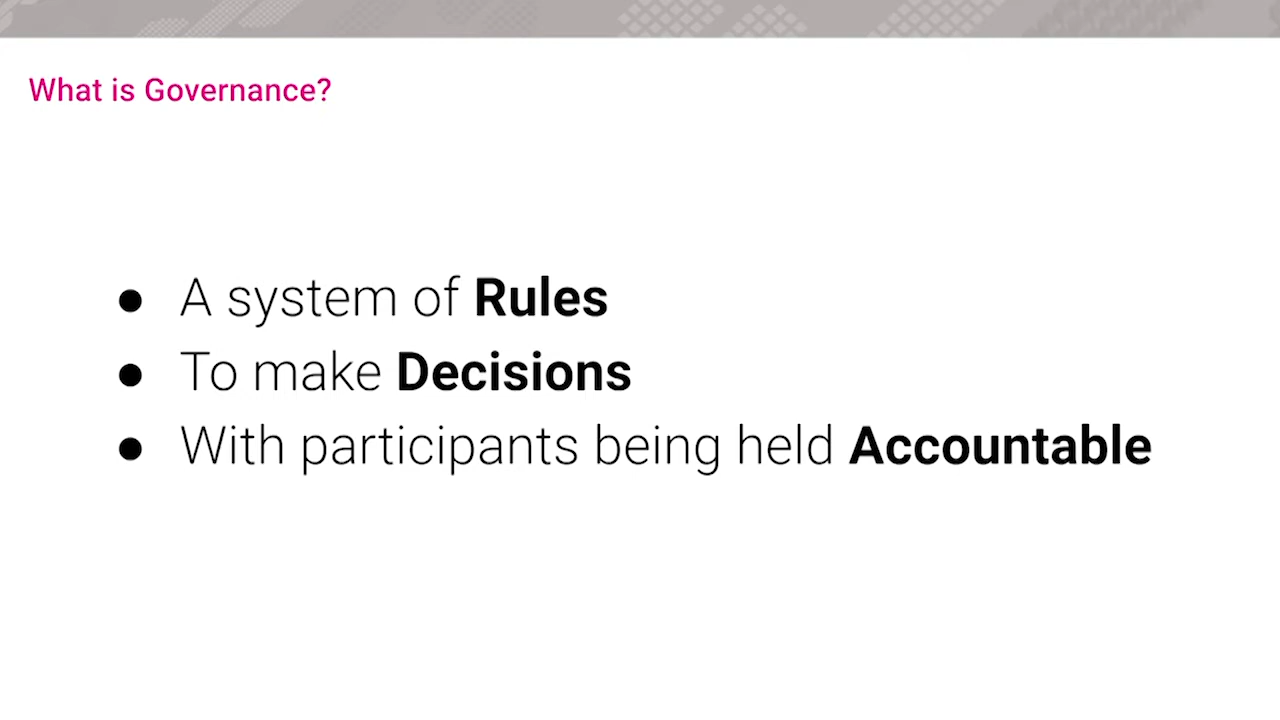 What is Governance?
● A system of Rules
● To make Decisions
● With participants being held Accountable